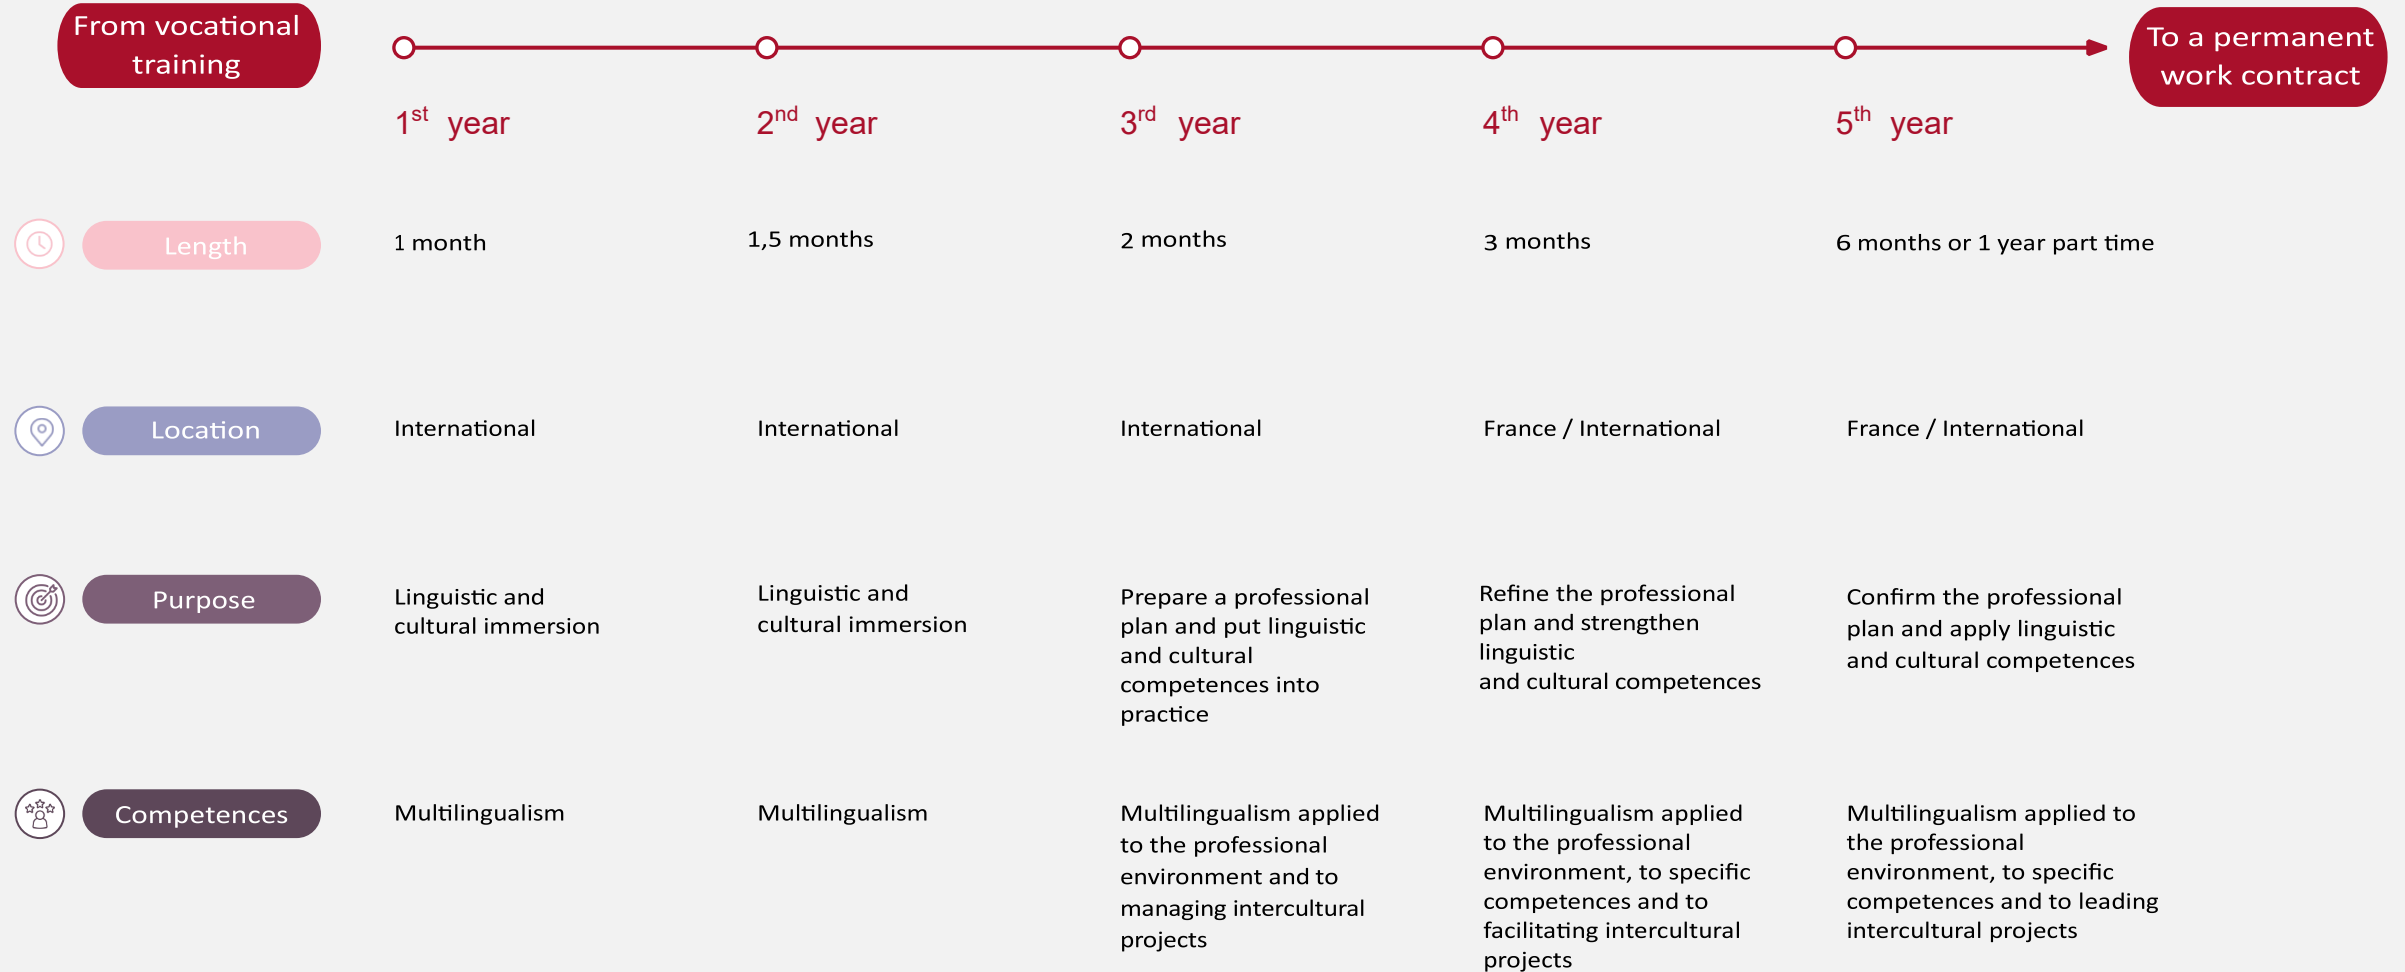 From vocational
training
To a permanent
work contract
1st year
2nd year
3rd year
4th year
5th year
Length
1 month
1,5 months
2 months
3 months
6 months or 1 year part time
Location
International
International
International
France / International
France / International
Purpose
Linguistic and
cultural immersion
Linguistic and
cultural immersion
Prepare a professional
plan and put linguistic
and cultural
competences into
practice
Refine the professional
plan and strengthen
linguistic
and cultural competences
Confirm the professional
plan and apply linguistic
and cultural competences
Competences
Multilingualism
Multilingualism
Multilingualism applied
to the professional
environment and to
managing intercultural
projects
Multilingualism applied
to the professional
environment, to specific
competences and to
facilitating intercultural
projects
Multilingualism applied to
the professional
environment, to specific
competences and to leading
intercultural projects